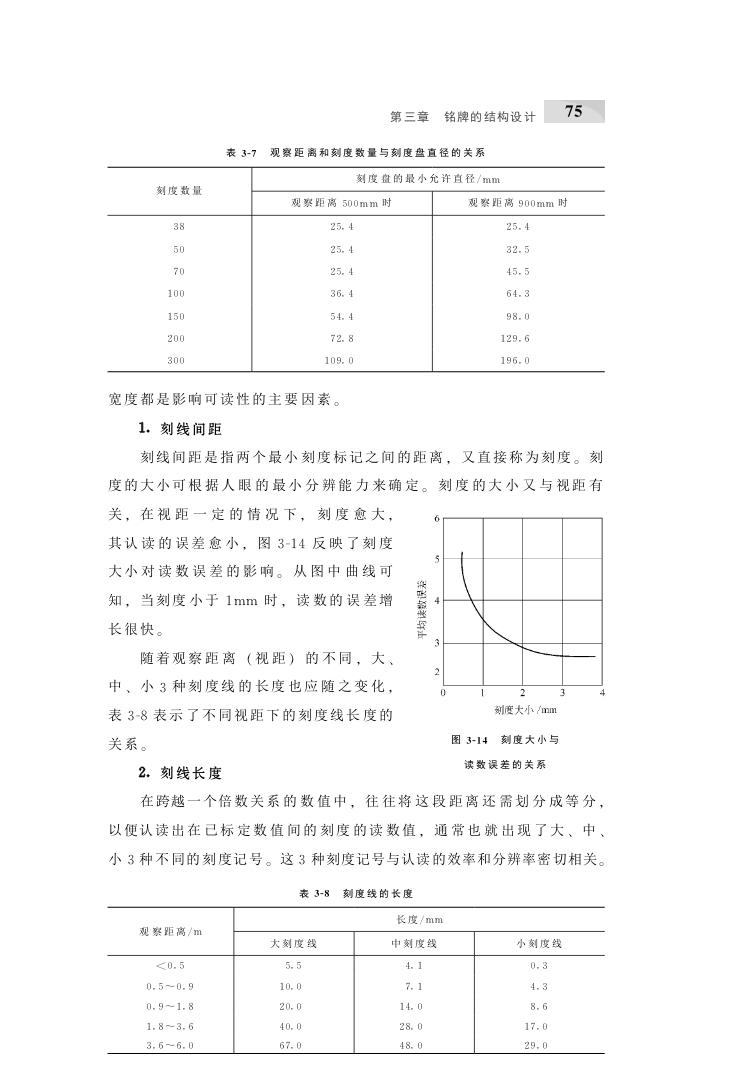 第三章 铭牌的结构设计 75
表 3-7 观察距离和刻度数量与刻度盘直径的关系
刻度数量 刻度盘的最小允许直径/mm
观察距离 500mm 时 观察距离 900mm 时
38 25.4 25.4
50 25.4 32.5
70 25.4 45.5
100 36.4 64.3
150 54.4 98.0
200 72.8 129.6
300 109.0 196.0
宽度都是影响可读性的主要因素。
1. 刻线间距
刻线间距是指两个最小刻度标记之间的距离，又直接称为刻度。刻
度的大小可根据人眼的最小分辨能力来确定。刻度的大小又与视距有
关，在视距一定的情况下，刻度愈大，
其认读的误差愈小，图 3-14 反映了刻度
大小对读数误差的影响。从图中曲线可
知，当刻度小于 1mm 时，读数的误差增
长很快。
随着观察距离（视距）的不同，大、
中、小 3 种刻度线的长度也应随之变化，
表 3-8 表示了不同视距下的刻度线长度的
关系。
6
5
4
3
2
平均读数误差
0 1 2 3 4
刻度大小/mm
图 3-14 刻度大小与
读数误差的关系
2. 刻线长度
在跨越一个倍数关系的数值中，往往将这段距离还需划分成等分，
以便认读出在已标定数值间的刻度的读数值，通常也就出现了大、中、
小 3 种不同的刻度记号。这 3 种刻度记号与认读的效率和分辨率密切相关。
表 3-8 刻度线的长度
观察距离/m 长度/mm
大刻度线 中刻度线 小刻度线
<0.5 5.5 4.1 0.3
0.5～0.9 10.0 7.1 4.3
0.9～1.8 20.0 14.0 8.6
1.8～3.6 40.0 28.0 17.0
3.6～6.0 67.0 48.0 29.0